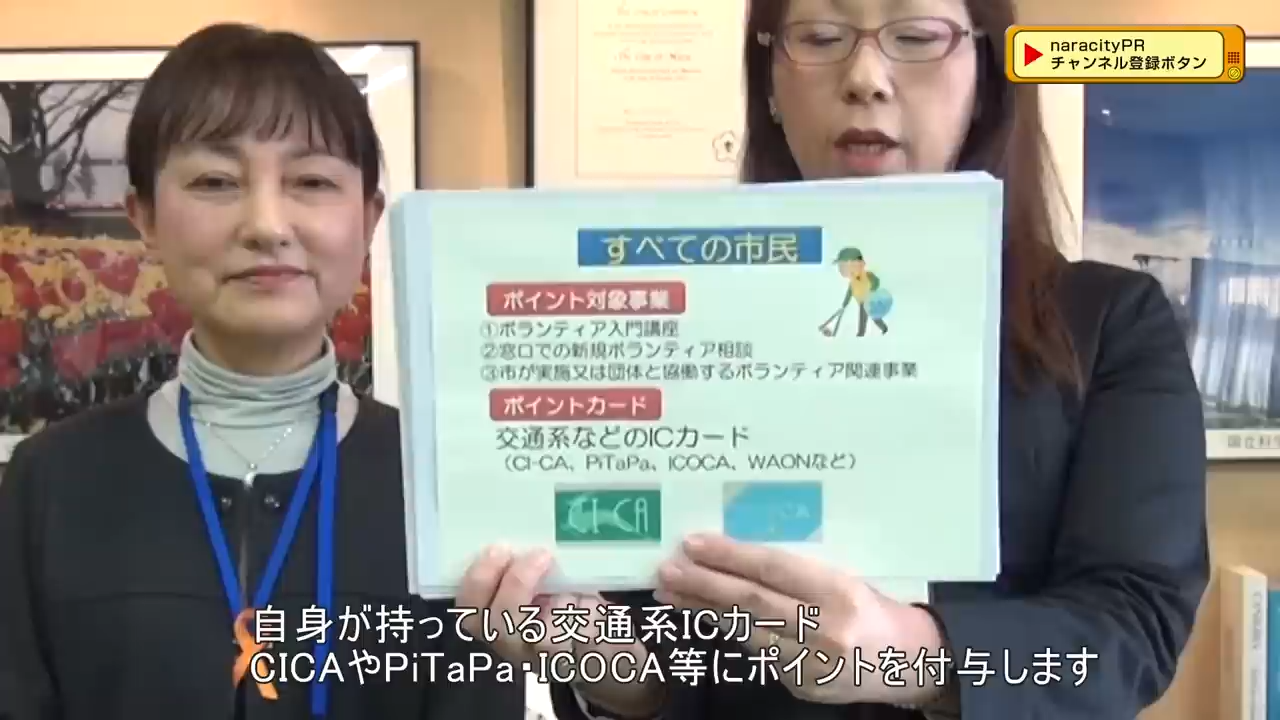 naracityPR
チャンネル登録ボタン
すべての市民
ポイント対象事業
①ボランティア入門講座
②窓口での新規ボランティア相談
③市が実施又は団体と協働するボランティア関連事業
ポイントカード
交通系などのICカード
(CI-CA、PiTaPa、ICOCA、WAONなど)
CI-CA
国立科学
自身が持っている交通系ICカード
CICAやPiTaPa・ICOCA等にポイントを付与します